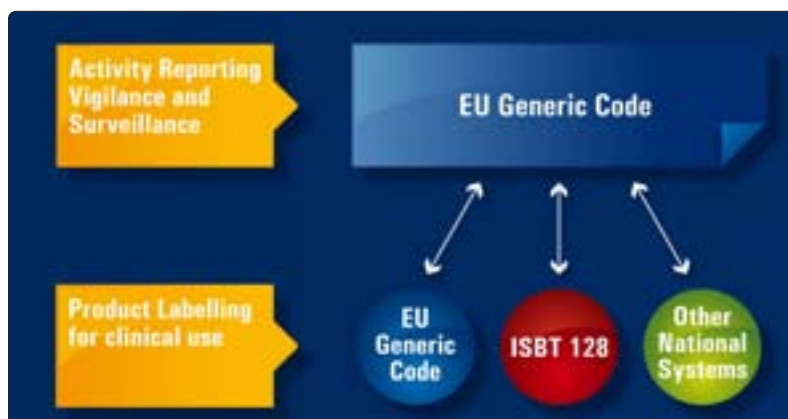 Activity Reporting
Vigilance and
Surveillance
EU Generic Code
Product Labelling
for clinical use
EU
Generic
Code
ISBT 128
Other
National
Systems